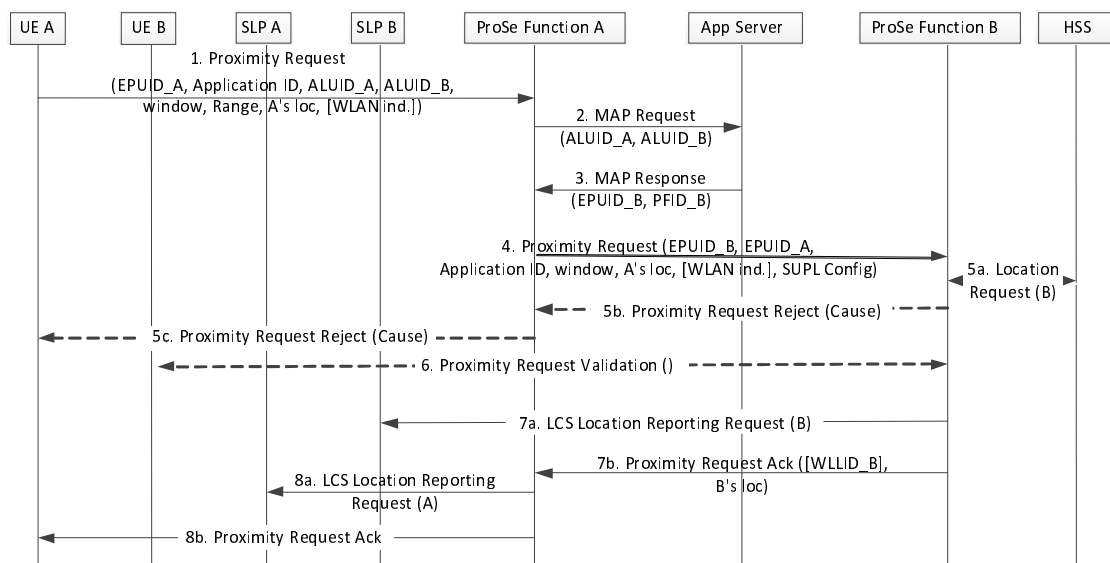 UE A
UE B
SLP A
SLP B
ProSe Function A
App Server
ProSe Function B
HSS
1. Proximity Request
(EPUID_A, Application ID, ALUID_A, ALUID_B,
window, Range, A's loc, [WLAN ind.])
2. MAP Request
(ALUID_A, ALUID_B)
3. MAP Response
(EPUID_B, PFID_B)
4. Proximity Request (EPUID_B, EPUID_A,
Application ID, window, A's loc, [WLAN ind.], SUPL Config)
5a. Location
Request (B)
5b. Proximity Request Reject (Cause)
5c. Proximity Request Reject (Cause)
6. Proximity Request Validation ()
7a. LCS Location Reporting Request (B)
7b. Proximity Request Ack ([WLLID_B],
B's loc)
8a. LCS Location Reporting
Request (A)
8b. Proximity Request Ack